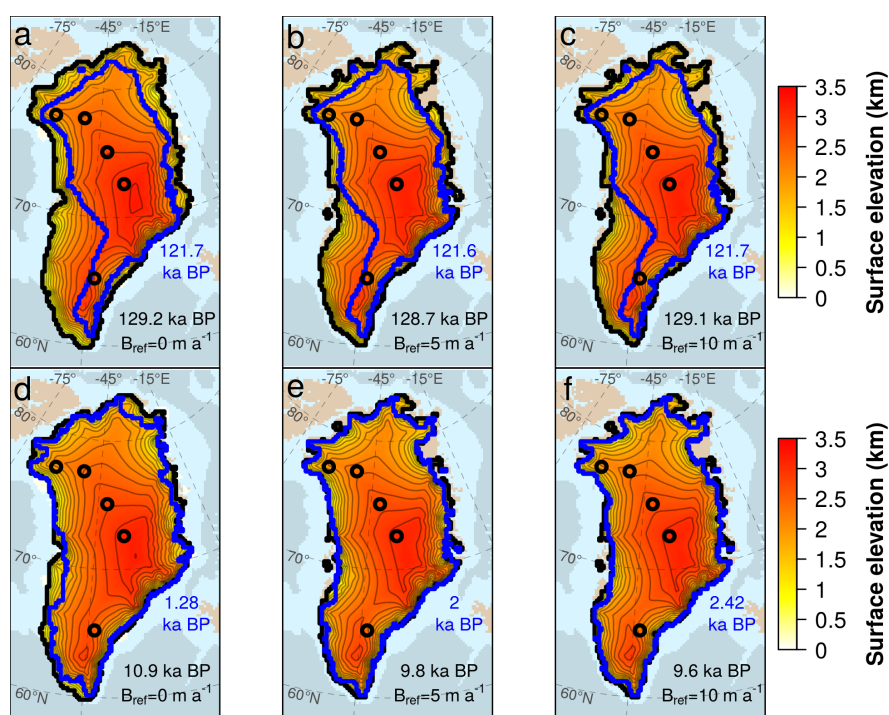 a
-75°
-45°
-15°E
80°
70°
60°N
121.7
ka BP
129.2 ka BP
B_ref=0 m a⁻¹
b
-75°
-45°
-15°E
121.6
ka BP
128.7 ka BP
B_ref=5 m a⁻¹
c
-75°
-45°
-15°E
121.7
ka BP
129.1 ka BP
B_ref=10 m a⁻¹
3.5
3
2.5
2
1.5
1
0.5
0
Surface elevation (km)
d
-75°
-45°
-15°E
80°
70°
60°N
1.28
ka BP
10.9 ka BP
B_ref=0 m a⁻¹
e
-75°
-45°
-15°E
80°
70°
60°N
2
ka BP
9.8 ka BP
B_ref=5 m a⁻¹
f
-75°
-45°
-15°E
80°
70°
60°N
2.42
ka BP
9.6 ka BP
B_ref=10 m a⁻¹
3.5
3
2.5
2
1.5
1
0.5
0
Surface elevation (km)